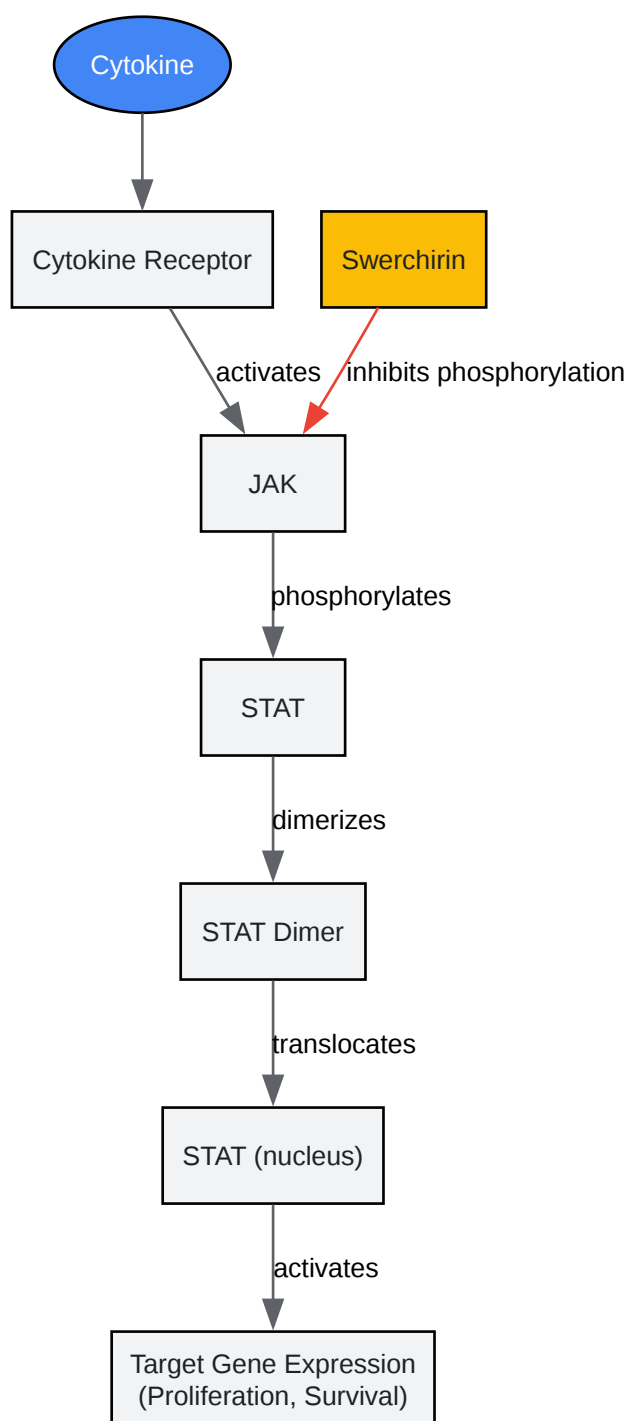 Cytokine
Cytokine Receptor
Swerchirin
activates
inhibits phosphorylation
JAK
phosphorylates
STAT
dimerizes
STAT Dimer
translocates
STAT (nucleus)
activates
Target Gene Expression
(Proliferation, Survival)